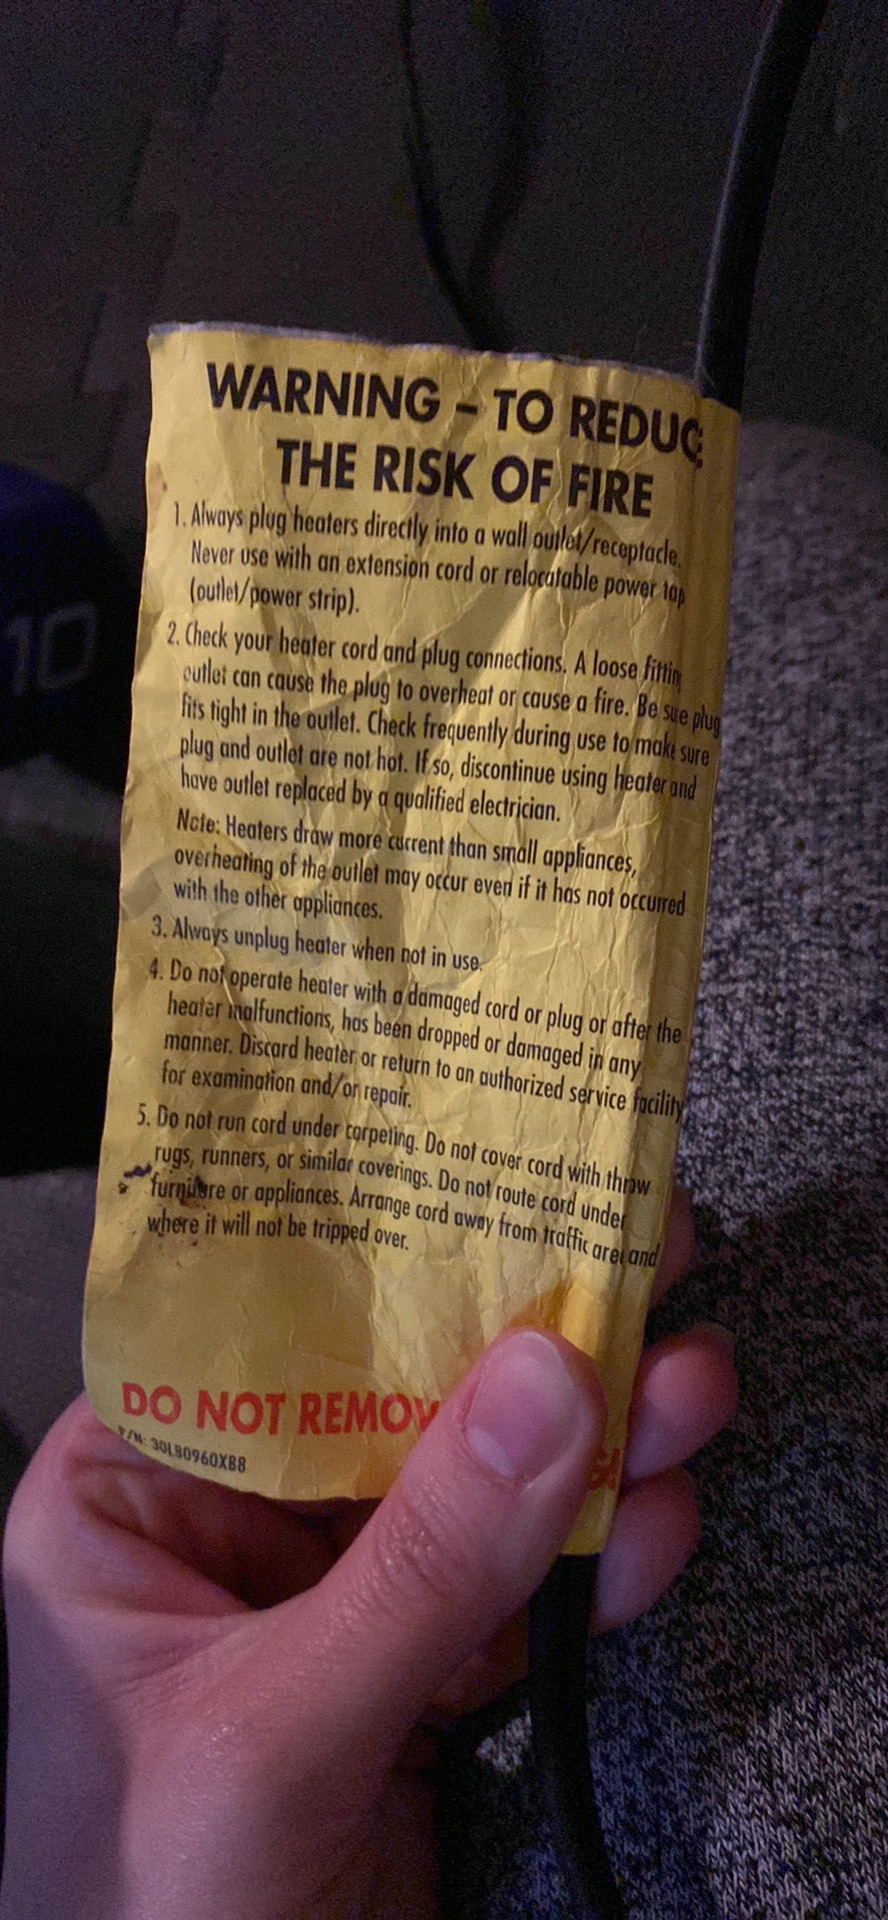 WARNING – TO REDUC
THE RISK OF FIRE
1. Always plug heaters directly into a wall outlet/receptacle.
Never use with an extension cord or relocatable power tap
(outlet/power strip).
2. Check your heater cord and plug connections. A loose fittin
outlet can cause the plug to overheat or cause a fire. Be sure plug
fits tight in the outlet. Check frequently during use to make sure
plug and outlet are not hot. If so, discontinue using heater and
have outlet replaced by a qualified electrician.
Note: Heaters draw more current than small appliances,
overheating of the outlet may occur even if it has not occurred
with the other appliances.
3. Always unplug heater when not in use.
4. Do not operate heater with a damaged cord or plug or after the
heater malfunctions, has been dropped or damaged in any
manner. Discard heater or return to an authorized service facility
for examination and/or repair.
5. Do not run cord under carpeting. Do not cover cord with throw
rugs, runners, or similar coverings. Do not route cord under
furniture or appliances. Arrange cord away from traffic area and
where it will not be tripped over.
DO NOT REMOV
P/N: 30LB0960XB8
10